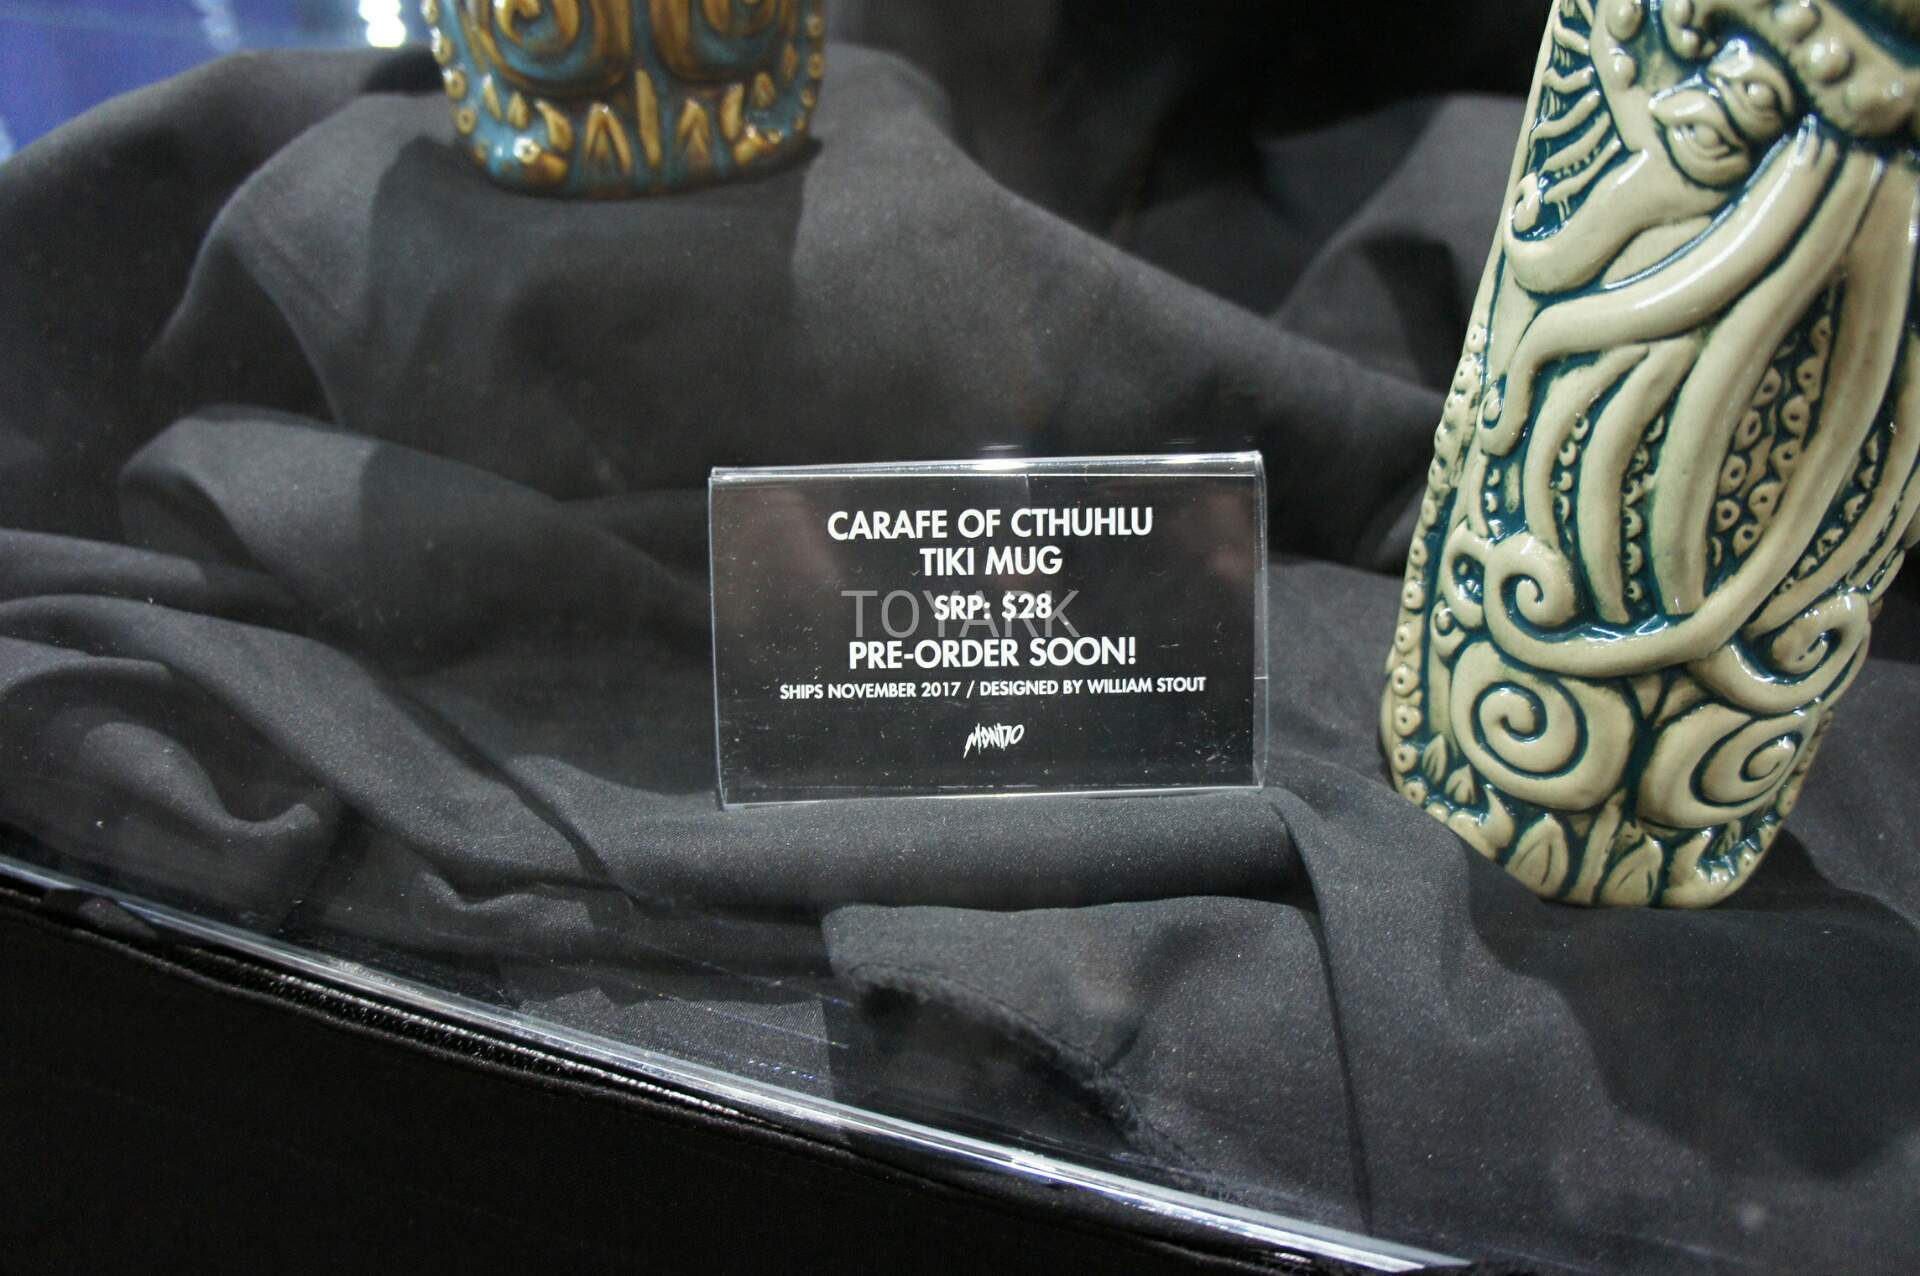 CARAFE OF CTHUHLU
TIKI MUG
SRP: $28
TOYARK
PRE-ORDER SOON!
SHIPS NOVEMBER 2017 / DESIGNED BY WILLIAM STOUT
MONDO